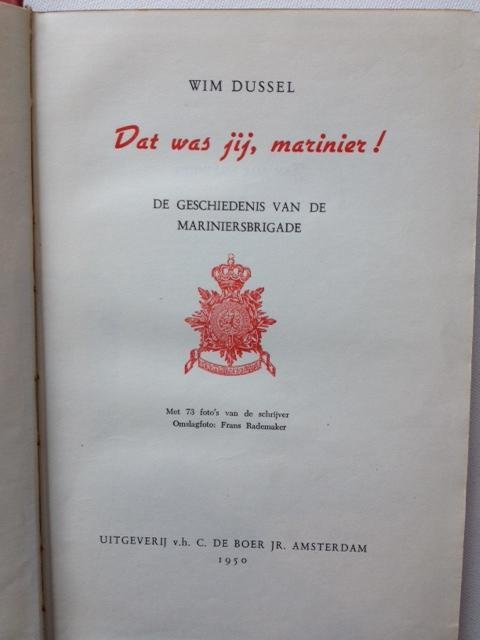 WIM DUSSEL
Dat was jij, marinier!
DE GESCHIEDENIS VAN DE
MARINIERSBRIGADE
Met 73 foto's van de schrijver
Omslagfoto: Frans Rademaker
UITGEVERIJ v.h. C. DE BOER JR. AMSTERDAM
1950